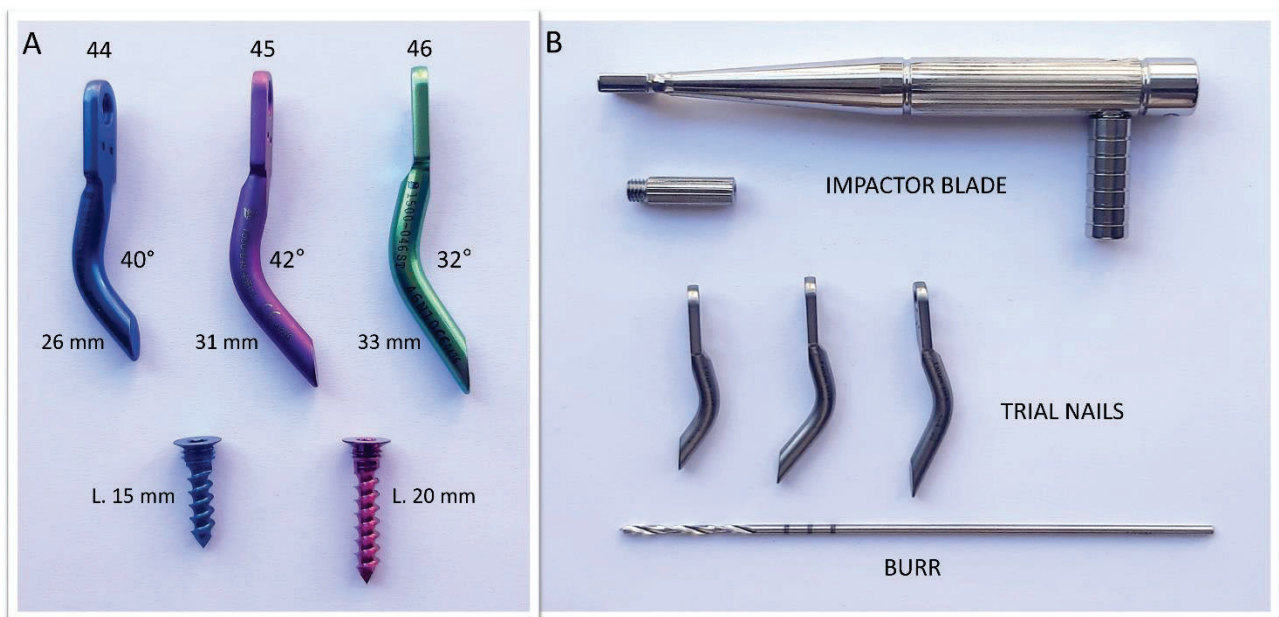 A
44
45
46
40°
42°
32°
26 mm
31 mm
33 mm
L. 15 mm
L. 20 mm
B
IMPACTOR BLADE
TRIAL NAILS
BURR